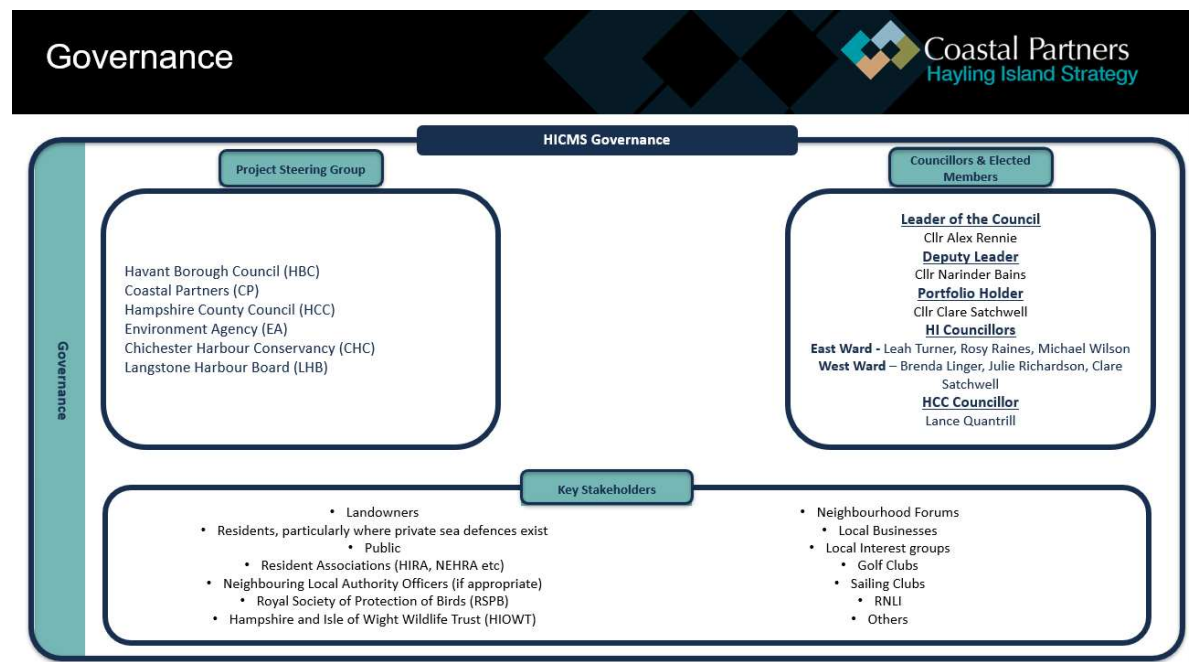 Governance
Coastal Partners
Hayling Island Strategy
HICMS Governance
Governance
Project Steering Group
Havant Borough Council (HBC)
Coastal Partners (CP)
Hampshire County Council (HCC)
Environment Agency (EA)
Chichester Harbour Conservancy (CHC)
Langstone Harbour Board (LHB)
Councillors & Elected
Members
Leader of the Council
Cllr Alex Rennie
Deputy Leader
Cllr Narinder Bains
Portfolio Holder
Cllr Clare Satchwell
HI Councillors
East Ward - Leah Turner, Rosy Raines, Michael Wilson
West Ward – Brenda Linger, Julie Richardson, Clare
Satchwell
HCC Councillor
Lance Quantrill
Key Stakeholders
• Landowners
• Residents, particularly where private sea defences exist
• Public
• Resident Associations (HIRA, NEHRA etc)
• Neighbouring Local Authority Officers (if appropriate)
• Royal Society of Protection of Birds (RSPB)
• Hampshire and Isle of Wight Wildlife Trust (HIOWT)
• Neighbourhood Forums
• Local Businesses
• Local Interest groups
• Golf Clubs
• Sailing Clubs
• RNLI
• Others